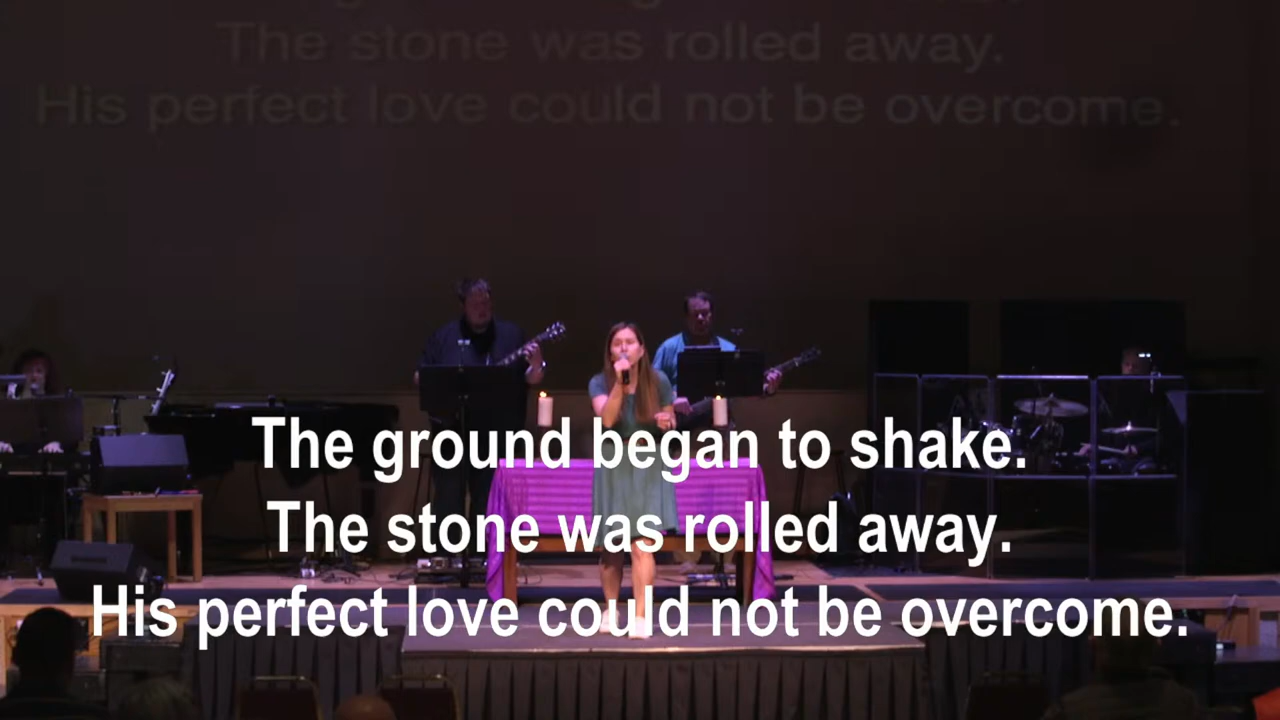 The stone was rolled away.
His perfect love could not be overcome.
The ground began to shake.
The stone was rolled away.
His perfect love could not be overcome.